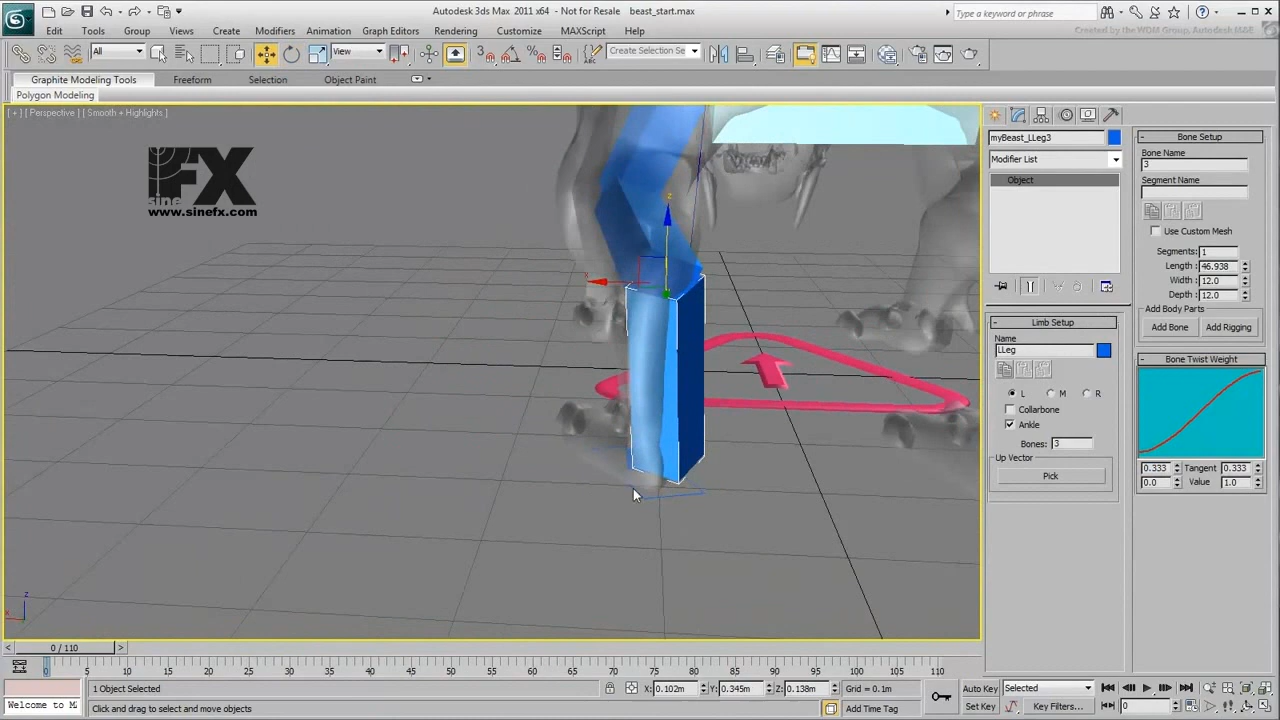 Autodesk 3ds Max 2011 x64 - Not for Resale beast_start.max
Type a keyword or phrase
Edit Tools Group Views Create Modifiers Animation Graph Editors Rendering Customize MAXScript Help
Created by the WOM Group, Autodesk M&E
All View 3 Create Selection Se
Graphite Modeling Tools Freeform Selection Object Paint
Polygon Modeling
[ + ] [ Perspective ] [ Smooth + Highlights ]
sineFX
www.sinefx.com
myBeast_LLeg3
Modifier List
Object
Limb Setup
Name
LLeg
L M R
Collarbone
Ankle
Bones: 3
Up Vector
Pick
Bone Setup
Bone Name
3
Segment Name
Use Custom Mesh
Segments: 1
Length: 46.938
Width: 12.0
Depth: 12.0
Add Body Parts
Add Bone Add Rigging
Bone Twist Weight
0.333 Tangent 0.333
0.0 Value 1.0
z
x
z
x
0 / 110
0 5 10 15 20 25 30 35 40 45 50 55 60 65 70 75 80 85 90 95 100 105 110
1 Object Selected X: 0.102m Y: 0.345m Z: 0.138m Grid = 0.1m Auto Key Selected
Welcome to M Click and drag to select and move objects Add Time Tag Set Key Key Filters... 0